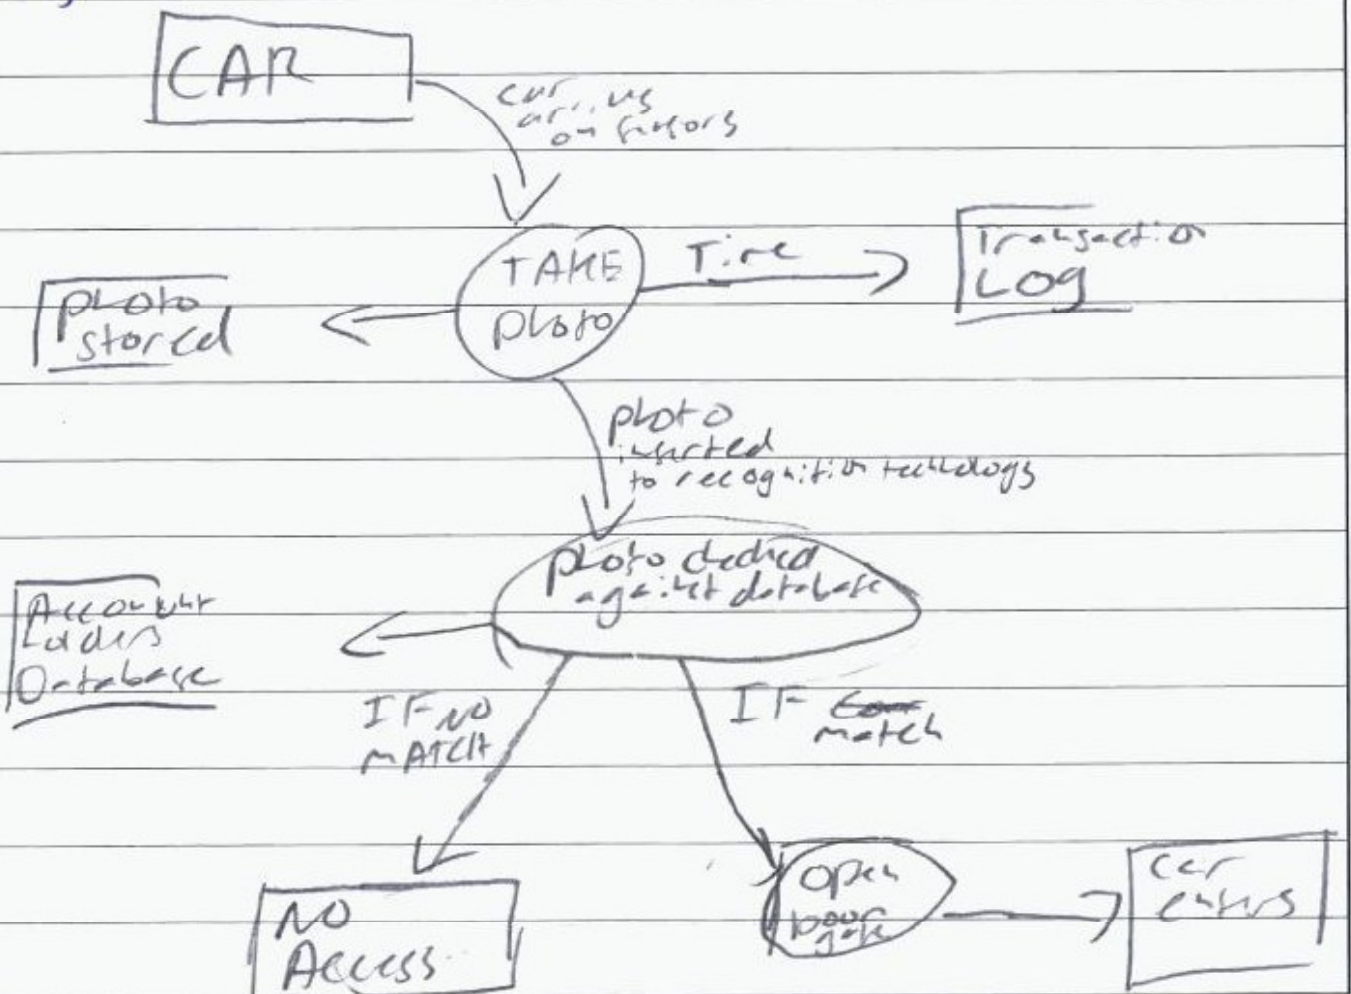 CAR
car
arrives
on sensors
TAKE
photo
Time
Transaction
LOG
photo
stored
photo
inserted
to recognition technology
photo checked
against database
Account
Holders
Database
IF NO
MATCH
IF
match
NO
Access
open
gate
car
enters